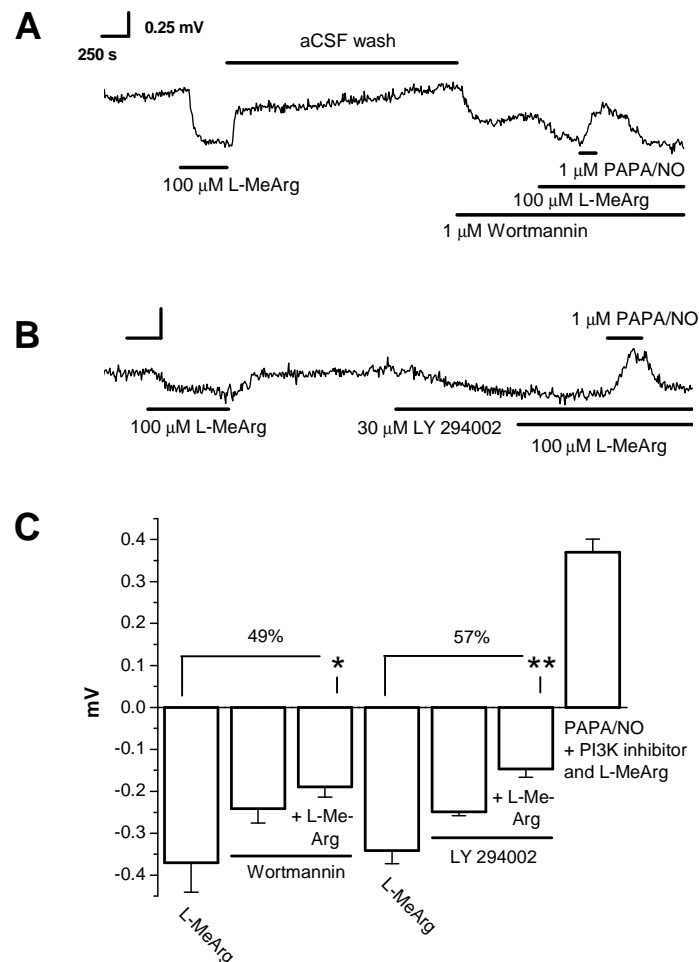 A
0.25 mV
250 s
aCSF wash
100 μM L-MeArg
1 μM PAPA/NO
100 μM L-MeArg
1 μM Wortmannin
B
1 μM PAPA/NO
100 μM L-MeArg
30 μM LY 294002
100 μM L-MeArg
C
mV
0.4
0.3
0.2
0.1
0.0
-0.1
-0.2
-0.3
-0.4
49%
*
57%
**
L-MeArg
+ L-Me-
Arg
Wortmannin
L-MeArg
+ L-Me-
Arg
LY 294002
PAPA/NO
+ PI3K inhibitor
and L-MeArg